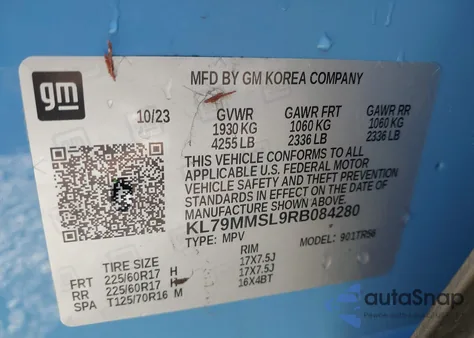 gm
MFD BY GM KOREA COMPANY
10/23 GVWR GAWR FRT GAWR RR
1930 KG 1060 KG 1060 KG
4255 LB 2336 LB 2336 LB
THIS VEHICLE CONFORMS TO ALL
APPLICABLE U.S. FEDERAL MOTOR
VEHICLE SAFETY AND THEFT PREVENTION
STANDARDS IN EFFECT ON THE DATE OF
MANUFACTURE SHOWN ABOVE.
KL79MMSL9RB084280
TYPE: MPV MODEL: 901TR56
TIRE SIZE RIM
FRT 225/60R17 H 17X7.5J
RR 225/60R17 H 17X7.5J
SPA T125/70R16 M 16X4BT
autoSnap